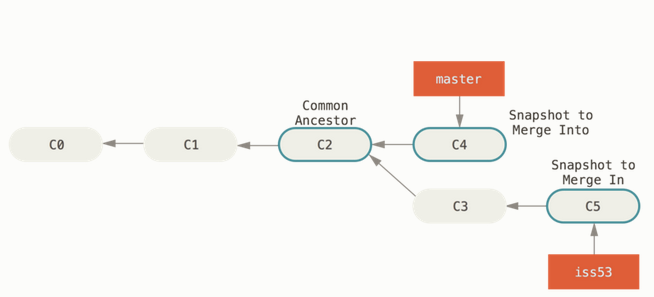 master
Common
Ancestor
Snapshot to
Merge Into
C0
C1
C2
C4
Snapshot to
Merge In
C3
C5
iss53